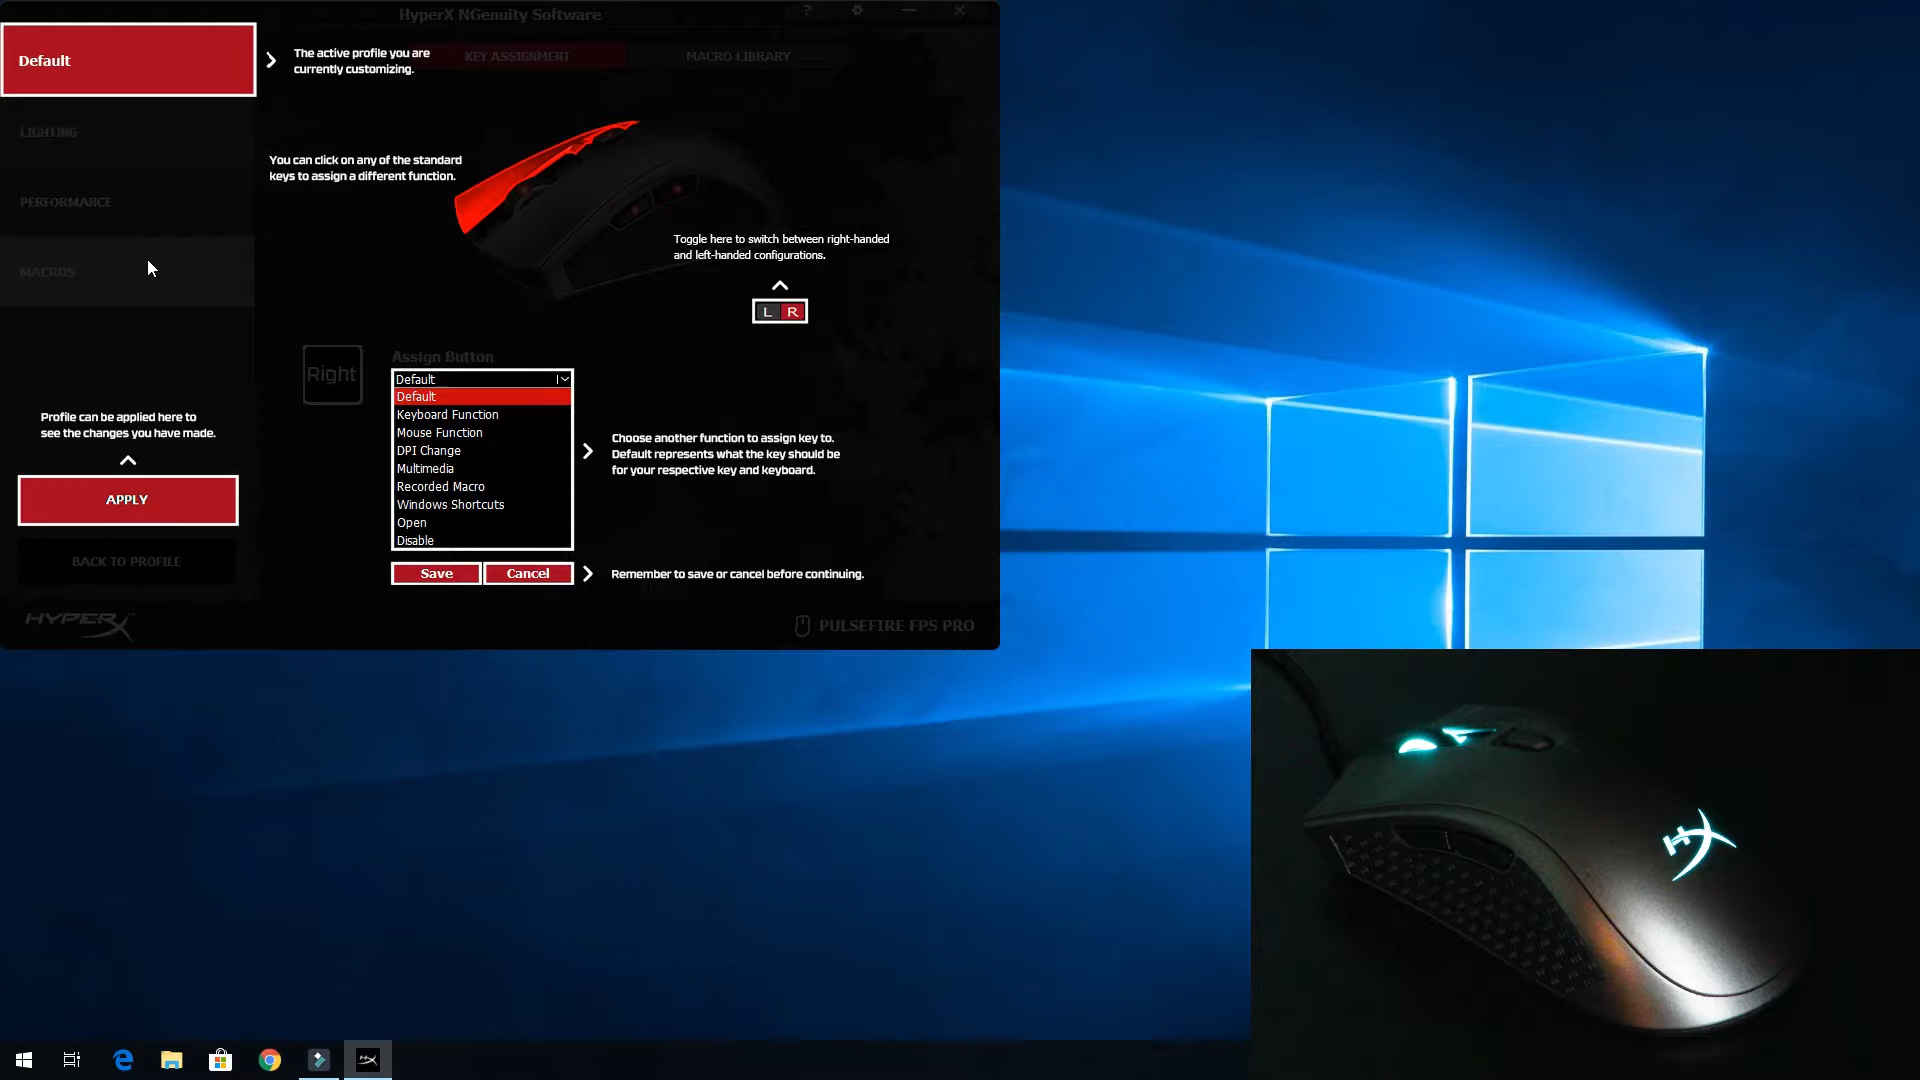 HyperX NGenuity Software
?
Default
The active profile you are
currently customizing.
KEY ASSIGNMENT
MACRO LIBRARY
LIGHTING
You can click on any of the standard
keys to assign a different function.
PERFORMANCE
Toggle here to switch between right-handed
and left-handed configurations.
MACROS
L R
Right
Assign Button
Default
Default
Keyboard Function
Mouse Function
DPI Change
Multimedia
Recorded Macro
Windows Shortcuts
Open
Disable
Choose another function to assign key to.
Default represents what the key should be
for your respective key and keyboard.
Profile can be applied here to
see the changes you have made.
APPLY
BACK TO PROFILE
Save
Cancel
Remember to save or cancel before continuing.
HYPERX
PULSEFIRE FPS PRO
HX